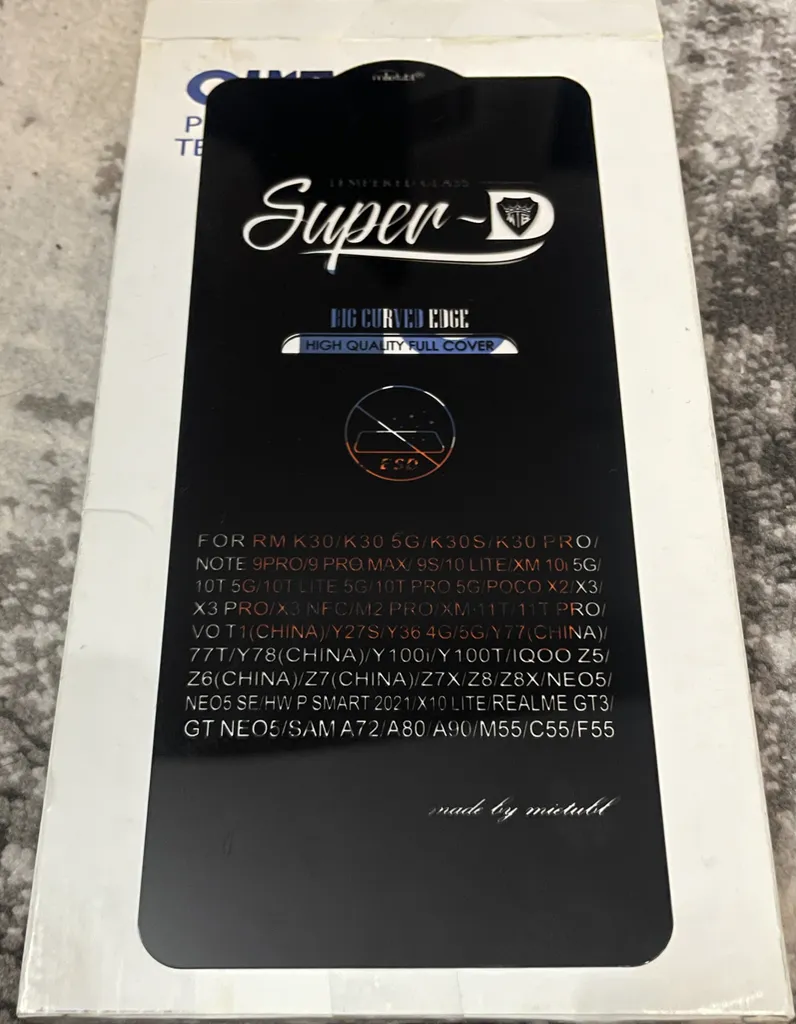 P
TE
mietubl
TEMPERED GLASS
Super-D
MTB
BIG CURVED EDGE
HIGH QUALITY FULL COVER
ESD
FOR RM K30/K30 5G/K30S/K30 PRO/
NOTE 9PRO/9 PRO MAX/9S/10 LITE/XM 10i 5G/
10T 5G/10T LITE 5G/10T PRO 5G/POCO X2/X3/
X3 PRO/X3 NFC/M2 PRO/XM-11T/11T PRO/
VO T1(CHINA)/Y27S/Y36 4G/5G/Y77(CHINA)/
77T/Y78(CHINA)/Y100i/Y100T/IQOO Z5/
Z6(CHINA)/Z7(CHINA)/Z7X/Z8/Z8X/NEO5/
NEO5 SE/HW P SMART 2021/X10 LITE/REALME GT3/
GT NEO5/SAM A72/A80/A90/M55/C55/F55
made by mietubl